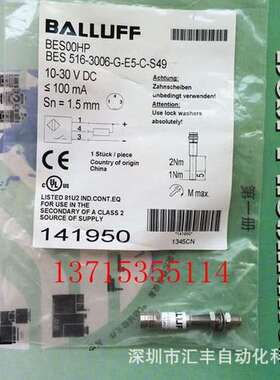 BALLUFF
BES00HP
BES 516-3006-G-E5-C-S49
10-30 V DC
≤ 100 mA
Sn = 1.5 mm
Achtung:
Zahnscheiben
unbedingt verwenden!
Attention:
Use lock washers
absolutely!
1 Stück / piece
Country of origin
China
2Nm
1Nm
M max.
LISTED 81U2 IND.CONT.EQ
FOR USE IN THE
SECONDARY OF A CLASS 2
SOURCE OF SUPPLY
141950
*141950*
1345CN
13715355114
BALLUFF
深圳市汇丰自动化科